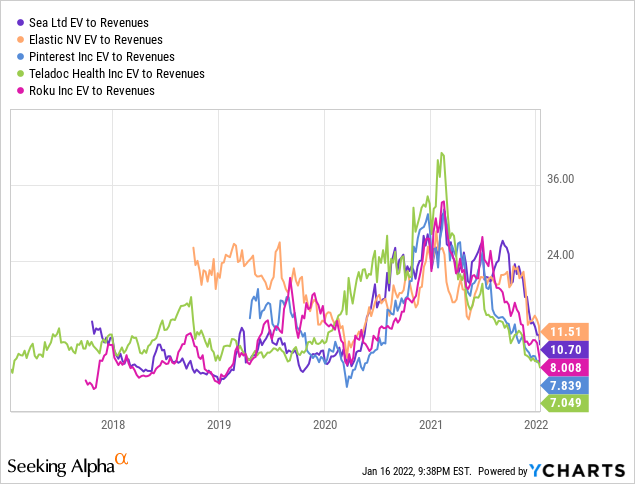 Sea Ltd EV to Revenues
Elastic NV EV to Revenues
Pinterest Inc EV to Revenues
Teladoc Health Inc EV to Revenues
Roku Inc EV to Revenues
36.00
24.00
11.51
10.70
8.008
7.839
7.049
2018 2019 2020 2021 2022
Seeking Alphaα
Jan 16 2022, 9:38PM EST. Powered by YCHARTS